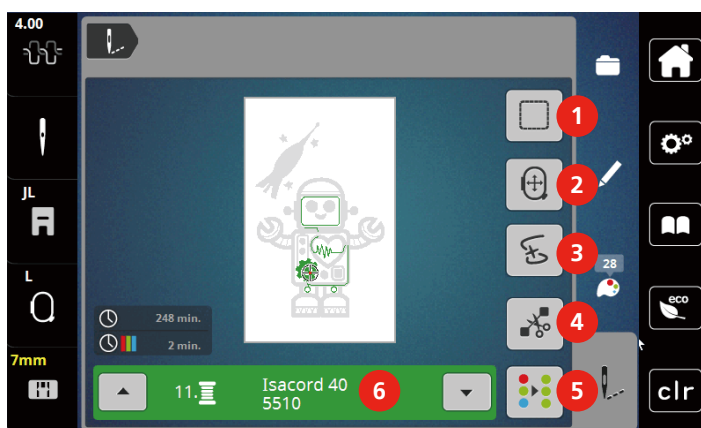 4.00
1
2
JL
3
28
L
eco
248 min.
4
2 min.
7mm
11.
Isacord 40
5510
6
5
clr